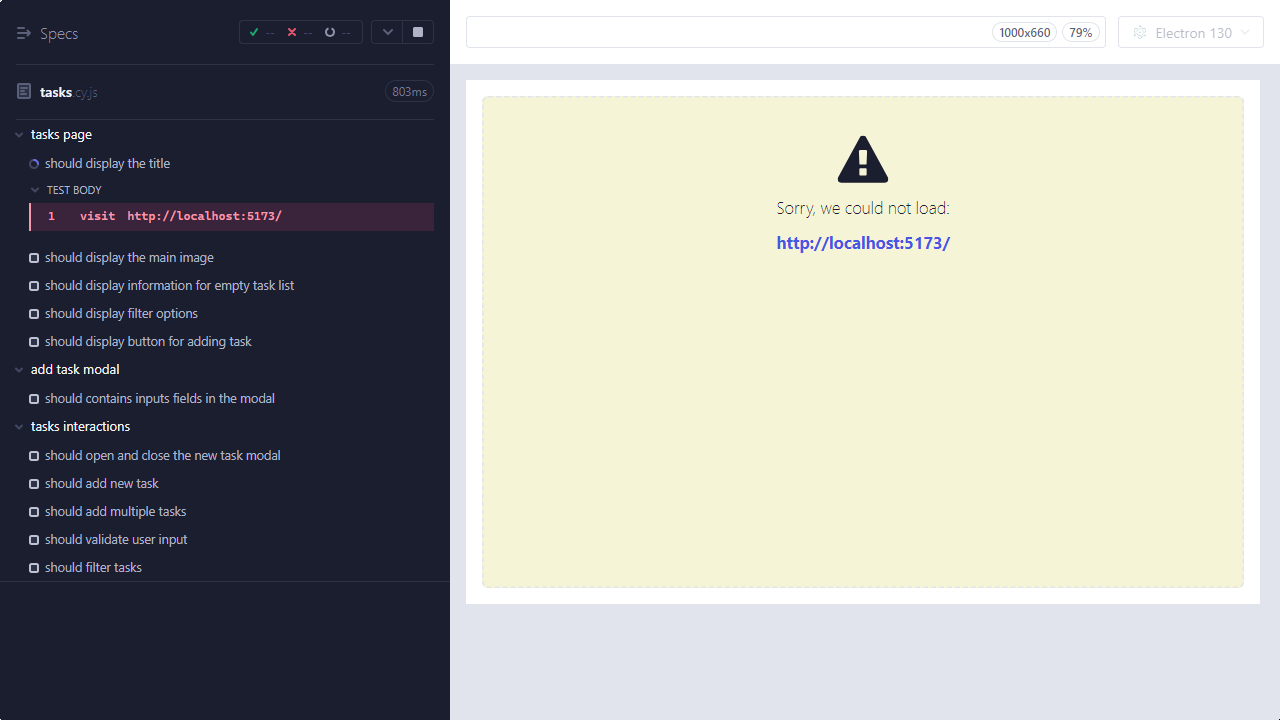 Specs
--
--
--
tasks.cy.js
803ms
tasks page
should display the title
TEST BODY
1 visit http://localhost:5173/
should display the main image
should display information for empty task list
should display filter options
should display button for adding task
add task modal
should contains inputs fields in the modal
tasks interactions
should open and close the new task modal
should add new task
should add multiple tasks
should validate user input
should filter tasks
1000x660
79%
Electron 130
Sorry, we could not load:
http://localhost:5173/